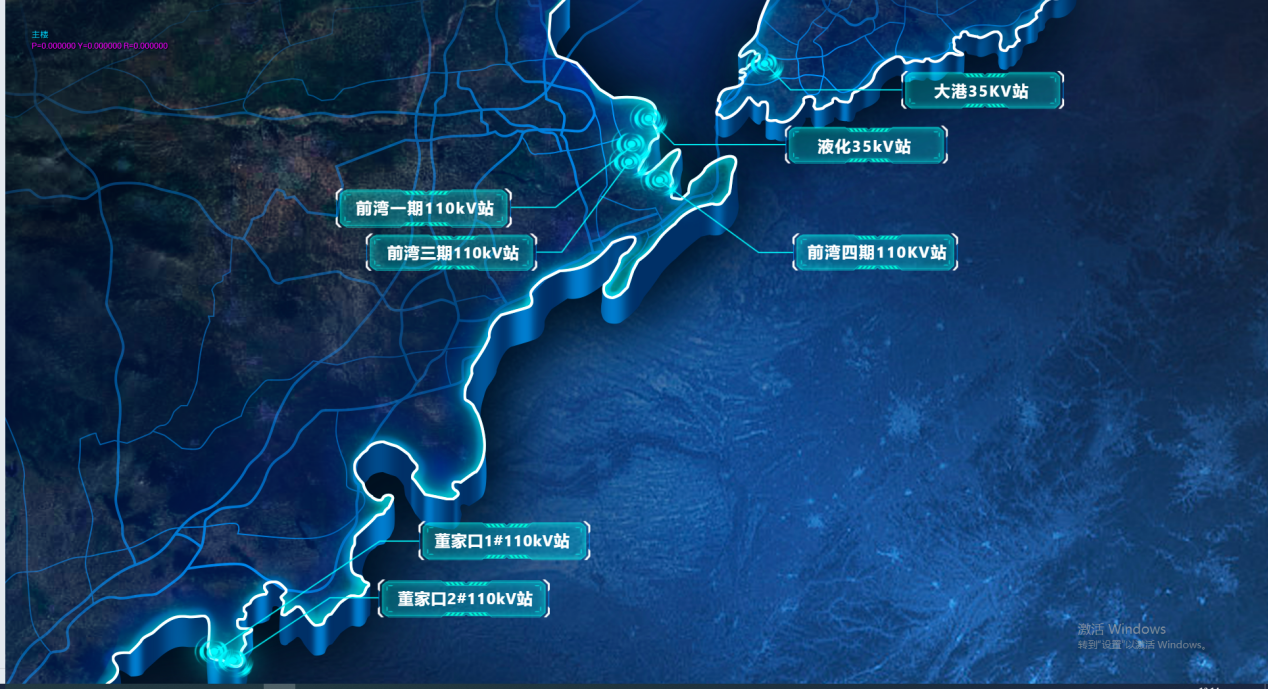 主楼
P=0.000000 Y=0.000000 R=0.000000
大港35KV站
液化35kV站
前湾一期110kV站
前湾三期110kV站
前湾四期110KV站
董家口1#110kV站
董家口2#110kV站
激活 Windows
转到"设置"以激活 Windows。